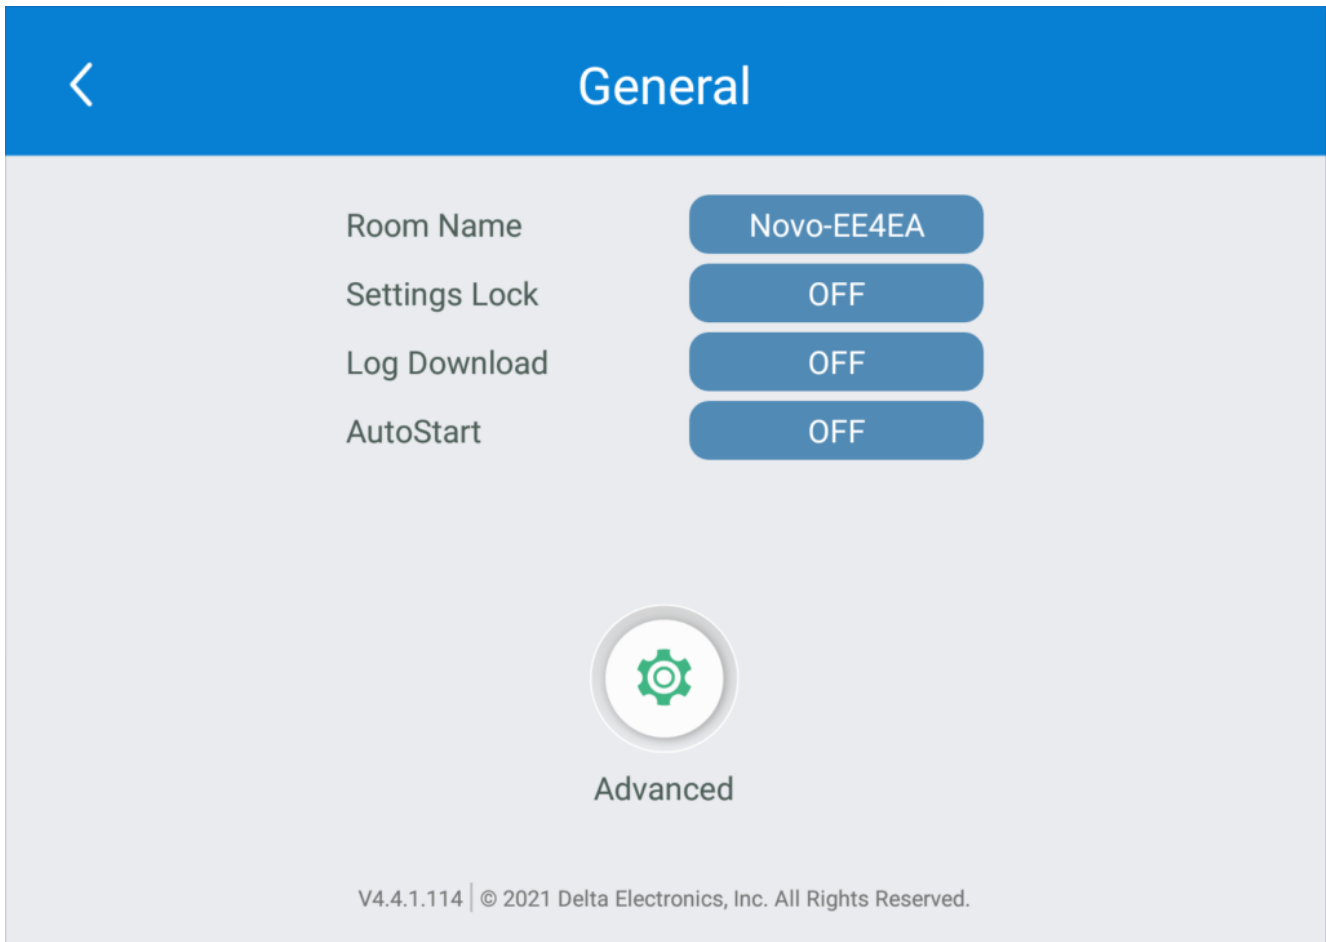 General
Room Name Novo-EE4EA
Settings Lock OFF
Log Download OFF
AutoStart OFF
Advanced
V4.4.1.114 © 2021 Delta Electronics, Inc. All Rights Reserved.